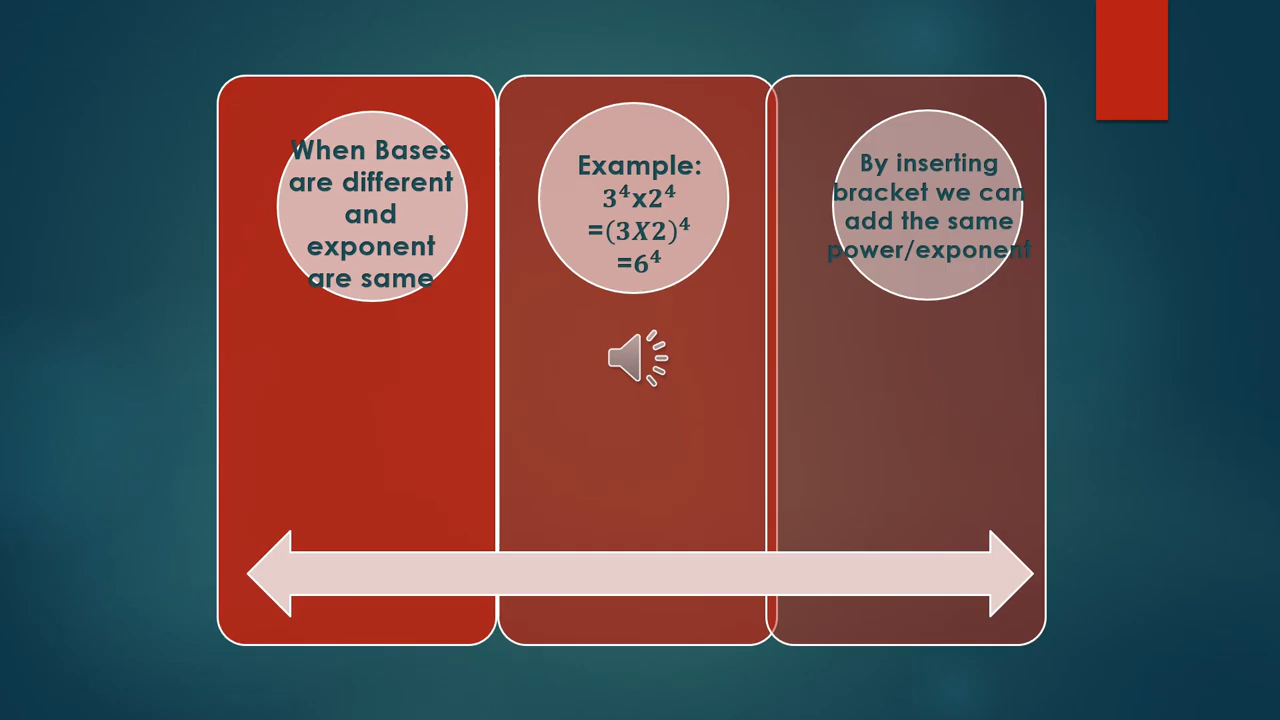 When Bases
are different
and
exponent
are same
Example:
3⁴x2⁴
=(3X2)⁴
=6⁴
By inserting
bracket we can
add the same
power/exponent